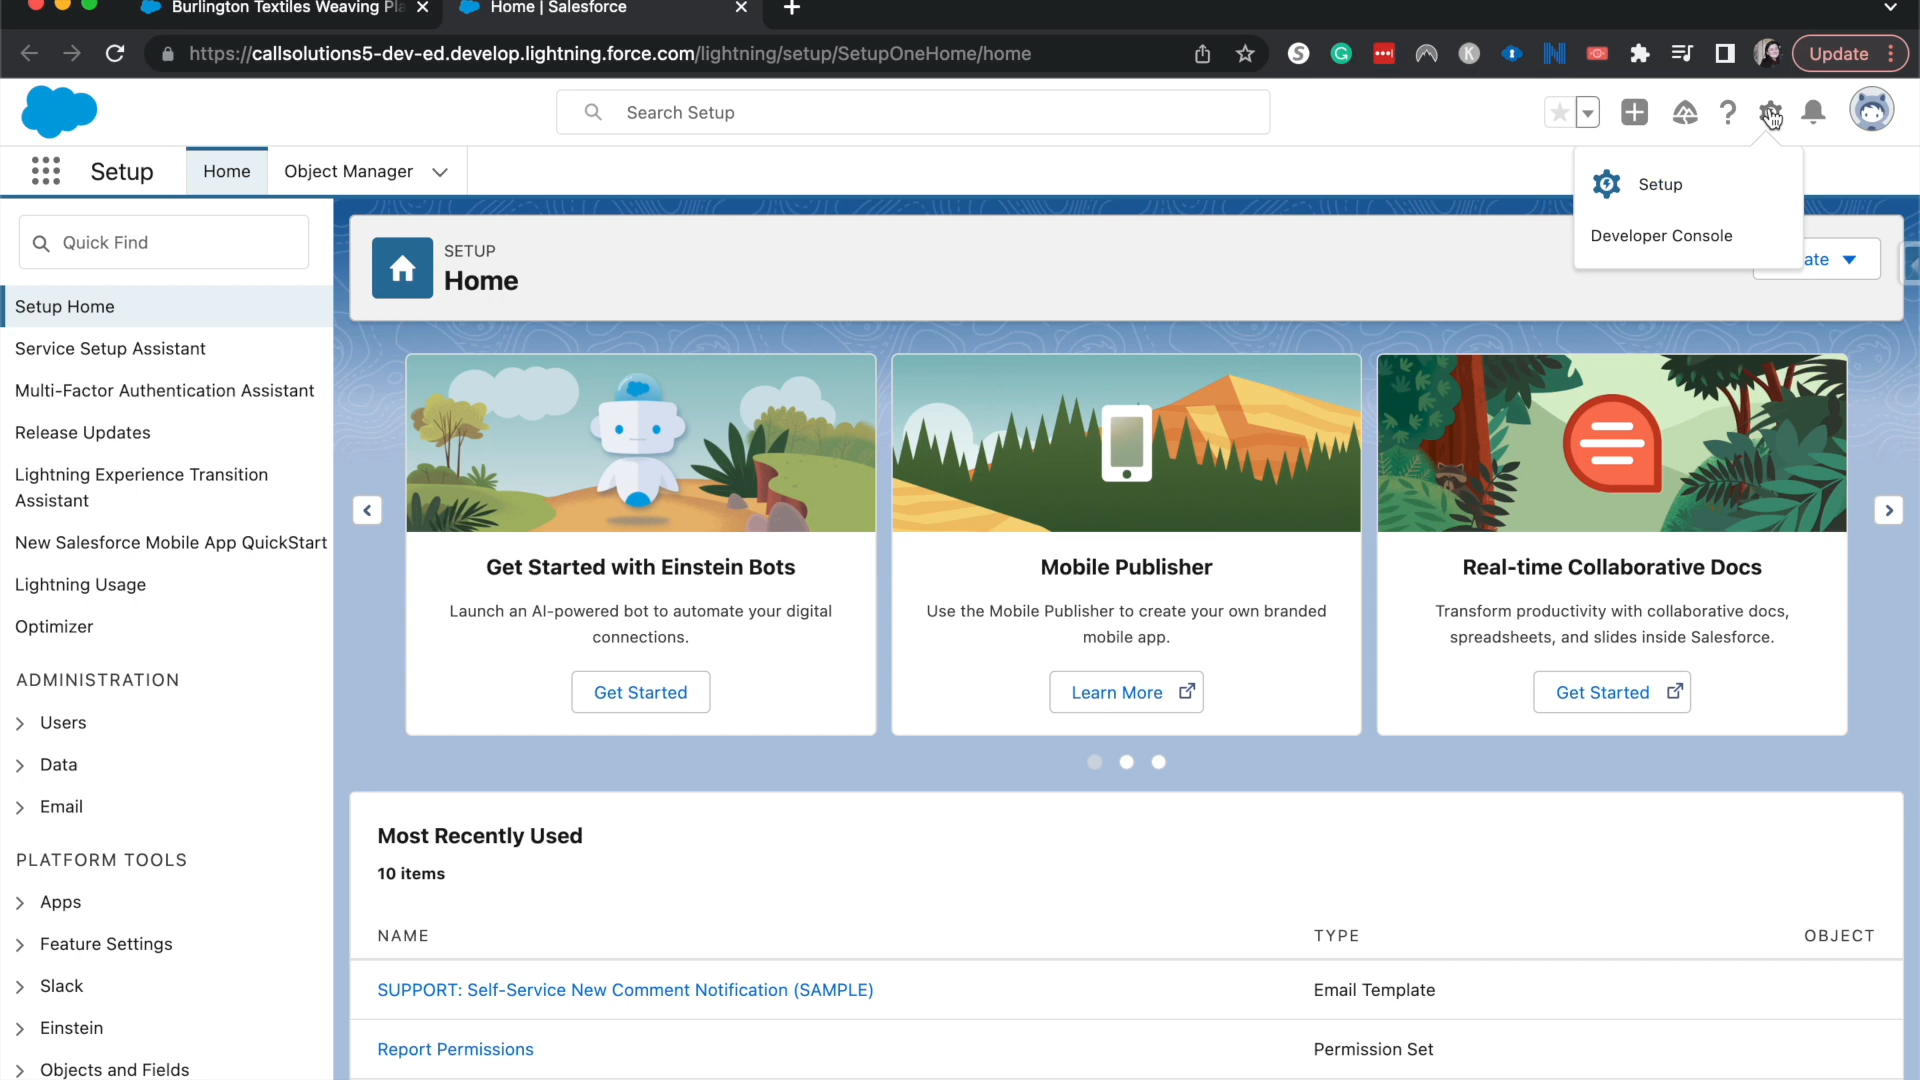 Burlington Textiles Weaving Pla
Home | Salesforce
https://callsolutions5-dev-ed.develop.lightning.force.com/lightning/setup/SetupOneHome/home
Update
Search Setup
Setup
Home
Object Manager
Setup
Developer Console
Quick Find
SETUP
Home
ate
Setup Home
Service Setup Assistant
Multi-Factor Authentication Assistant
Release Updates
Lightning Experience Transition
Assistant
New Salesforce Mobile App QuickStart
Lightning Usage
Optimizer
ADMINISTRATION
Users
Data
Email
PLATFORM TOOLS
Apps
Feature Settings
Slack
Einstein
Objects and Fields
Get Started with Einstein Bots
Launch an AI-powered bot to automate your digital
connections.
Get Started
Mobile Publisher
Use the Mobile Publisher to create your own branded
mobile app.
Learn More
Real-time Collaborative Docs
Transform productivity with collaborative docs,
spreadsheets, and slides inside Salesforce.
Get Started
Most Recently Used
10 items
NAME TYPE OBJECT
SUPPORT: Self-Service New Comment Notification (SAMPLE) Email Template
Report Permissions Permission Set